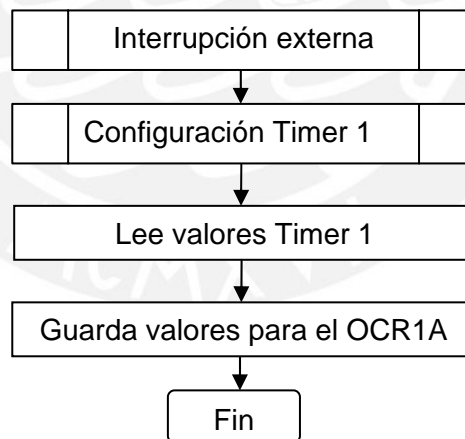 Interrupción externa
Configuración Timer 1
Lee valores Timer 1
Guarda valores para el OCR1A
Fin